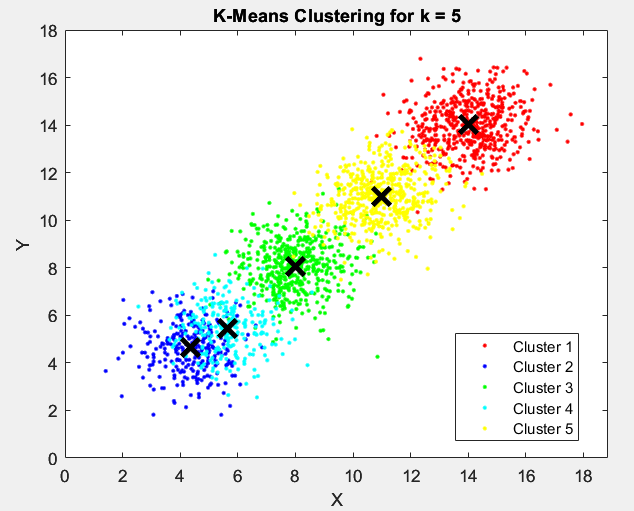 K-Means Clustering for k = 5
18
16
14
12
10
8
6
4
2
0
Y
0 2 4 6 8 10 12 14 16 18
X
Cluster 1
Cluster 2
Cluster 3
Cluster 4
Cluster 5